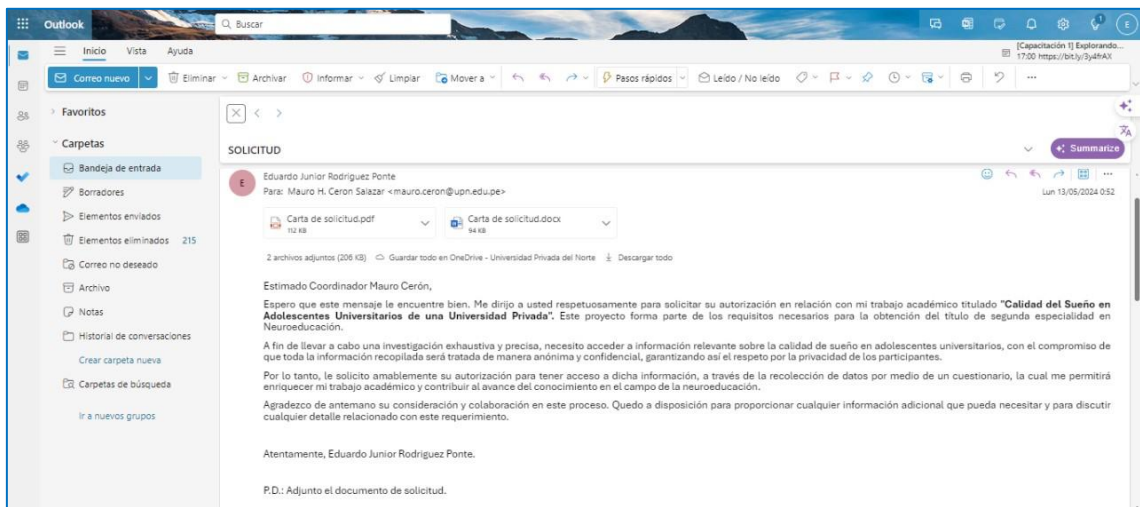 Outlook
Buscar
Inicio Vista Ayuda
[Capacitación 1] Explorando...
17:00 https://bit.ly/3y4frAX
Correo nuevo Eliminar Archivar Informar Limpiar Mover a Pasos rápidos Leído / No leído
Favoritos
Carpetas
Bandeja de entrada
Borradores
Elementos enviados
Elementos eliminados 215
Correo no deseado
Archivo
Notas
Historial de conversaciones
Crear carpeta nueva
Carpetas de búsqueda
Ir a nuevos grupos
SOLICITUD
Summarize
E
Eduardo Junior Rodriguez Ponte
Para: Mauro H. Ceron Salazar <mauro.ceron@upn.edu.pe>
Lun 13/05/2024 0:52
Carta de solicitud.pdf
112 KB
Carta de solicitud.docx
94 KB
2 archivos adjuntos (206 KB) Guardar todo en OneDrive - Universidad Privada del Norte Descargar todo
Estimado Coordinador Mauro Cerón,
Espero que este mensaje le encuentre bien. Me dirijo a usted respetuosamente para solicitar su autorización en relación con mi trabajo académico titulado "Calidad del Sueño en
Adolescentes Universitarios de una Universidad Privada". Este proyecto forma parte de los requisitos necesarios para la obtención del título de segunda especialidad en
Neuroeducación.
A fin de llevar a cabo una investigación exhaustiva y precisa, necesito acceder a información relevante sobre la calidad de sueño en adolescentes universitarios, con el compromiso de
que toda la información recopilada será tratada de manera anónima y confidencial, garantizando así el respeto por la privacidad de los participantes.
Por lo tanto, le solicito amablemente su autorización para tener acceso a dicha información, a través de la recolección de datos por medio de un cuestionario, la cual me permitirá
enriquecer mi trabajo académico y contribuir al avance del conocimiento en el campo de la neuroeducación.
Agradezco de antemano su consideración y colaboración en este proceso. Quedo a disposición para proporcionar cualquier información adicional que pueda necesitar y para discutir
cualquier detalle relacionado con este requerimiento.
Atentamente, Eduardo Junior Rodriguez Ponte.
P.D.: Adjunto el documento de solicitud.